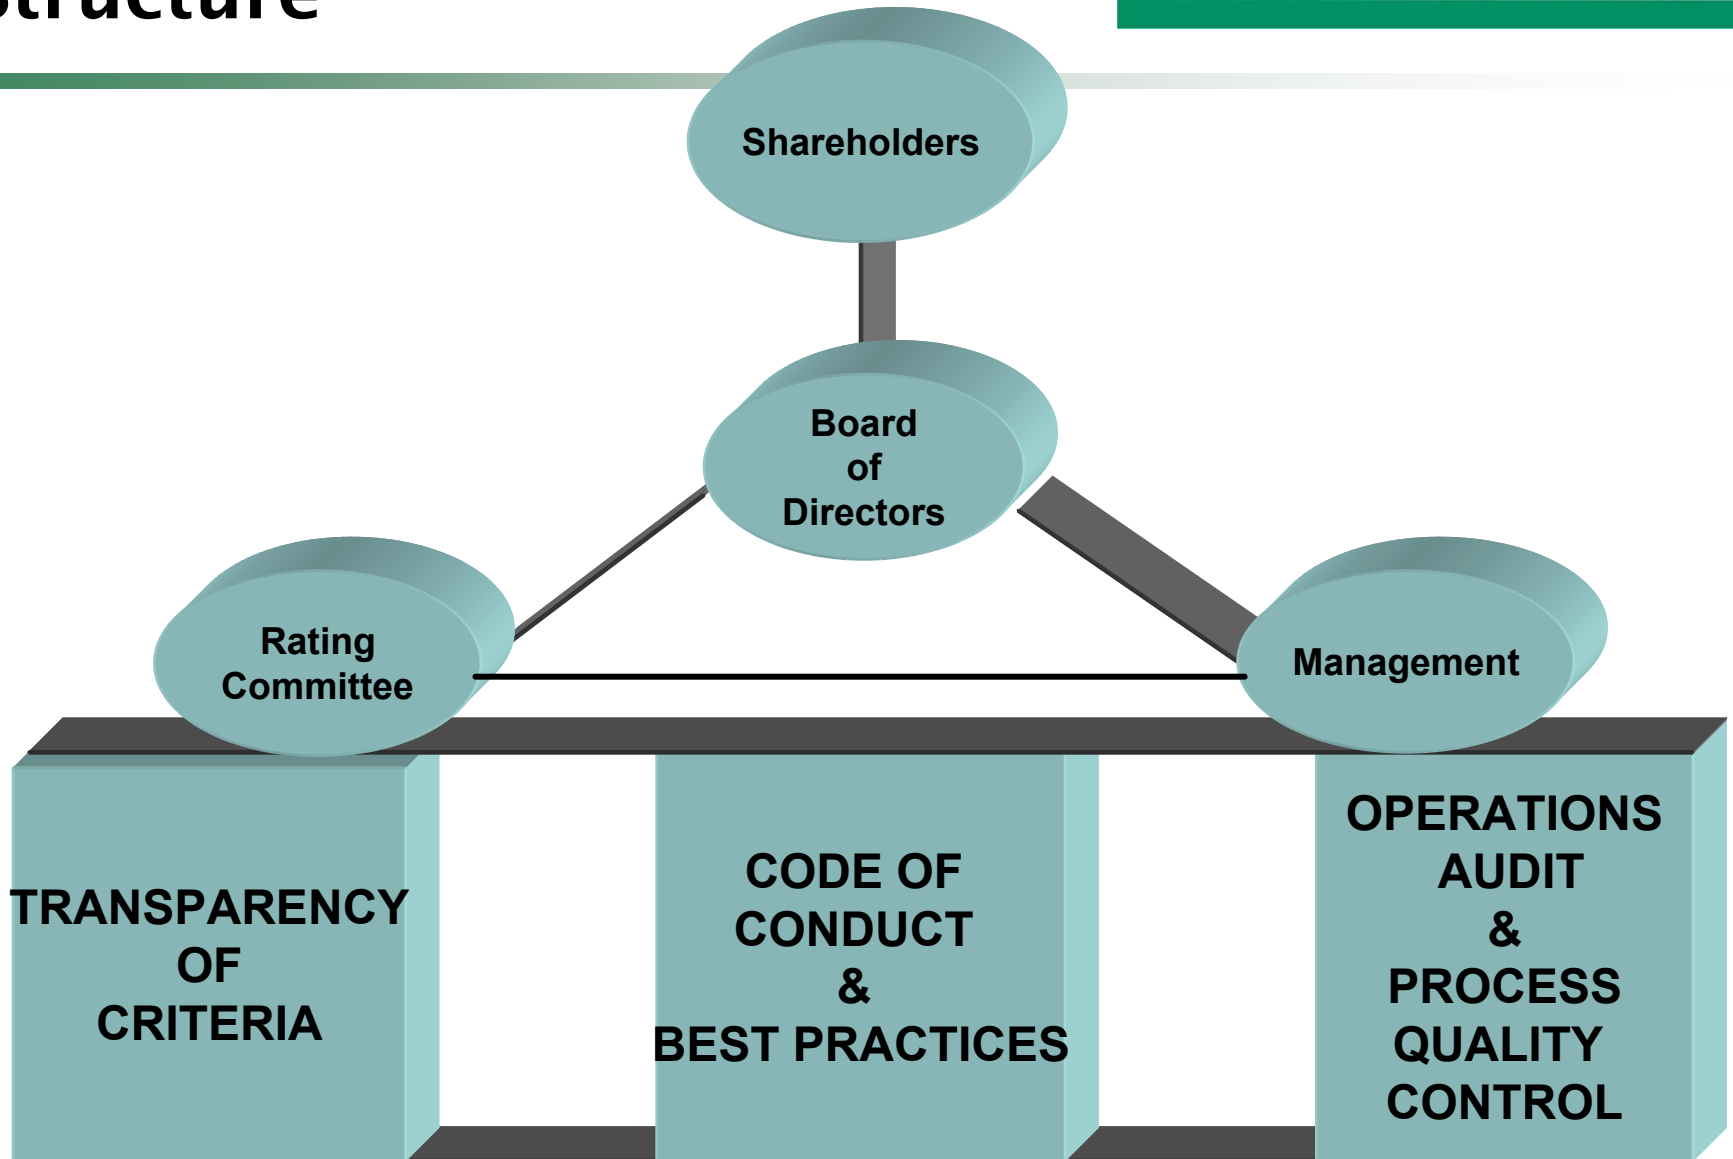 Structure
Shareholders
Board
of
Directors
Rating
Committee
Management
TRANSPARENCY
OF
CRITERIA
CODE OF
CONDUCT
&
BEST PRACTICES
OPERATIONS
AUDIT
&
PROCESS
QUALITY
CONTROL